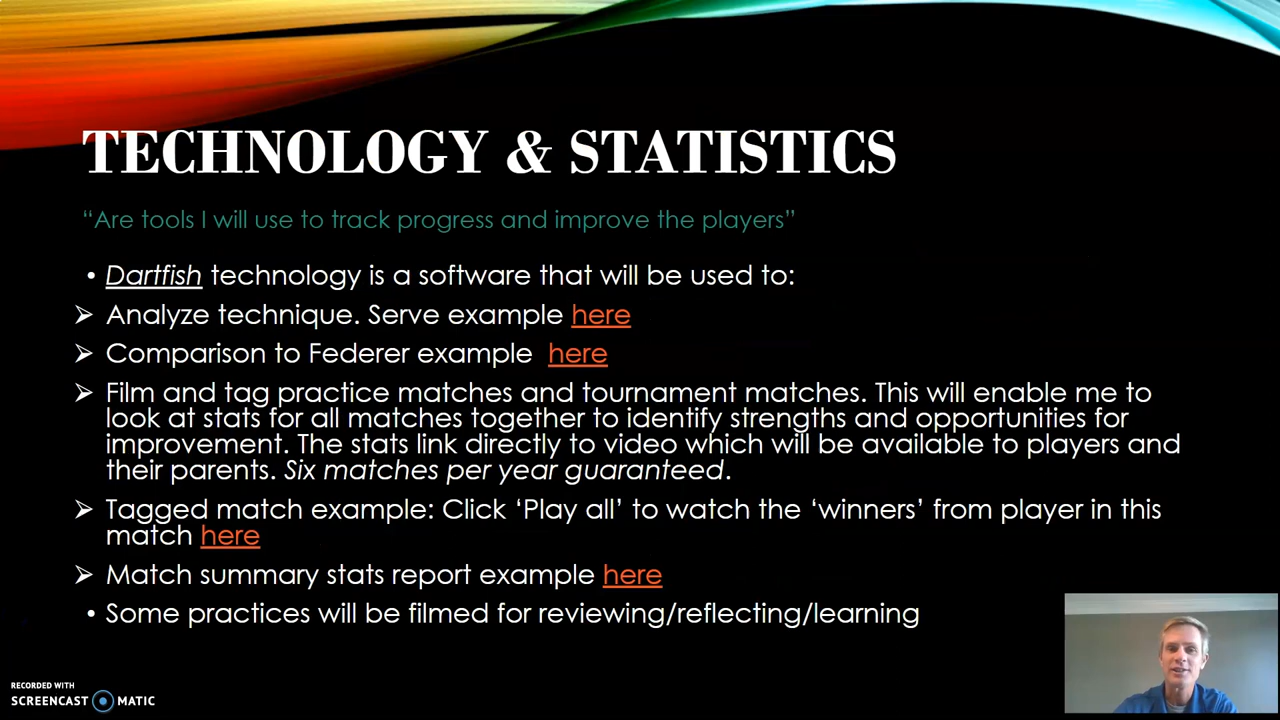 TECHNOLOGY & STATISTICS
“Are tools I will use to track progress and improve the players”
• Dartfish technology is a software that will be used to:
➢ Analyze technique. Serve example here
➢ Comparison to Federer example here
➢ Film and tag practice matches and tournament matches. This will enable me to
look at stats for all matches together to identify strengths and opportunities for
improvement. The stats link directly to video which will be available to players and
their parents. Six matches per year guaranteed.
➢ Tagged match example: Click ‘Play all’ to watch the ‘winners’ from player in this
match here
➢ Match summary stats report example here
• Some practices will be filmed for reviewing/reflecting/learning
RECORDED WITH
SCREENCAST MATIC